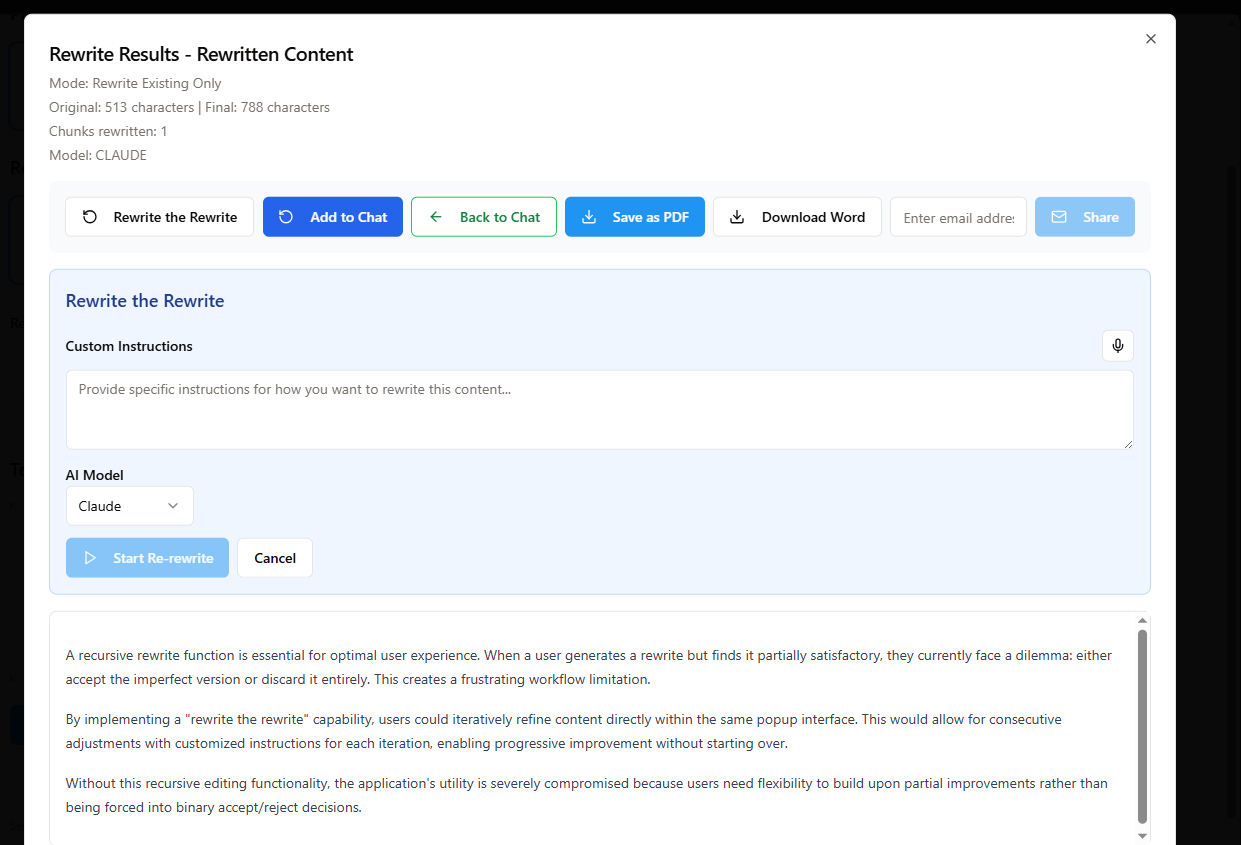 Rewrite Results - Rewritten Content
Mode: Rewrite Existing Only
Original: 513 characters | Final: 788 characters
Chunks rewritten: 1
Model: CLAUDE
Rewrite the Rewrite
Add to Chat
Back to Chat
Save as PDF
Download Word
Enter email addre
Share
Rewrite the Rewrite
Custom Instructions
Provide specific instructions for how you want to rewrite this content...
AI Model
Claude
Start Re-rewrite
Cancel
A recursive rewrite function is essential for optimal user experience. When a user generates a rewrite but finds it partially satisfactory, they currently face a dilemma: either
accept the imperfect version or discard it entirely. This creates a frustrating workflow limitation.
By implementing a "rewrite the rewrite" capability, users could iteratively refine content directly within the same popup interface. This would allow for consecutive
adjustments with customized instructions for each iteration, enabling progressive improvement without starting over.
Without this recursive editing functionality, the application's utility is severely compromised because users need flexibility to build upon partial improvements rather than
being forced into binary accept/reject decisions.